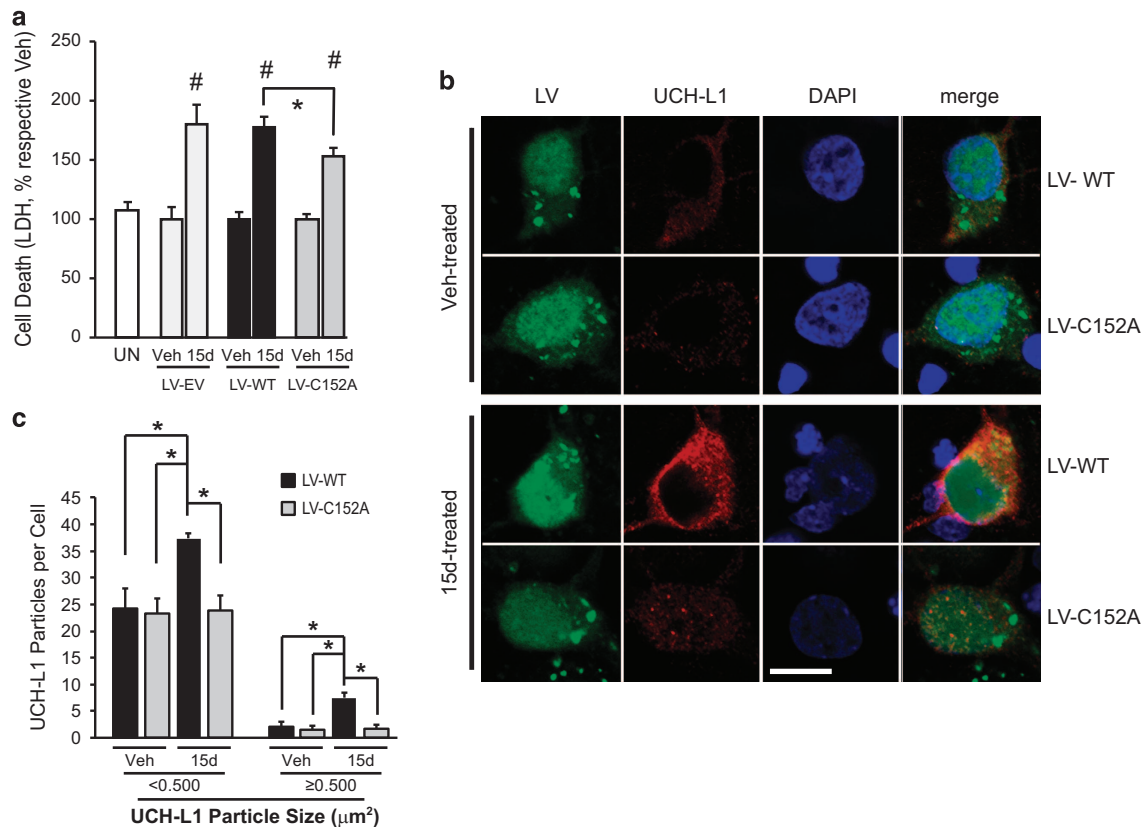 a
Cell Death (LDH, % respective Veh)
250
200
150
100
50
0
#
#
#
*
UN
Veh 15d
Veh 15d
Veh 15d
LV-EV
LV-WT
LV-C152A
b
LV
UCH-L1
DAPI
merge
Veh-treated
LV- WT
LV-C152A
15d-treated
LV-WT
LV-C152A
c
UCH-L1 Particles per Cell
45
40
35
30
25
20
15
10
5
0
*
*
*
*
*
*
LV-WT
LV-C152A
Veh
15d
Veh
15d
<0.500
≥0.500
UCH-L1 Particle Size (μm²)